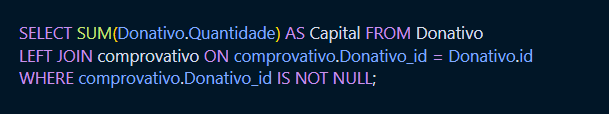 SELECT SUM(Donativo.Quantidade) AS Capital FROM Donativo
LEFT JOIN comprovativo ON comprovativo.Donativo_id = Donativo.id
WHERE comprovativo.Donativo_id IS NOT NULL;